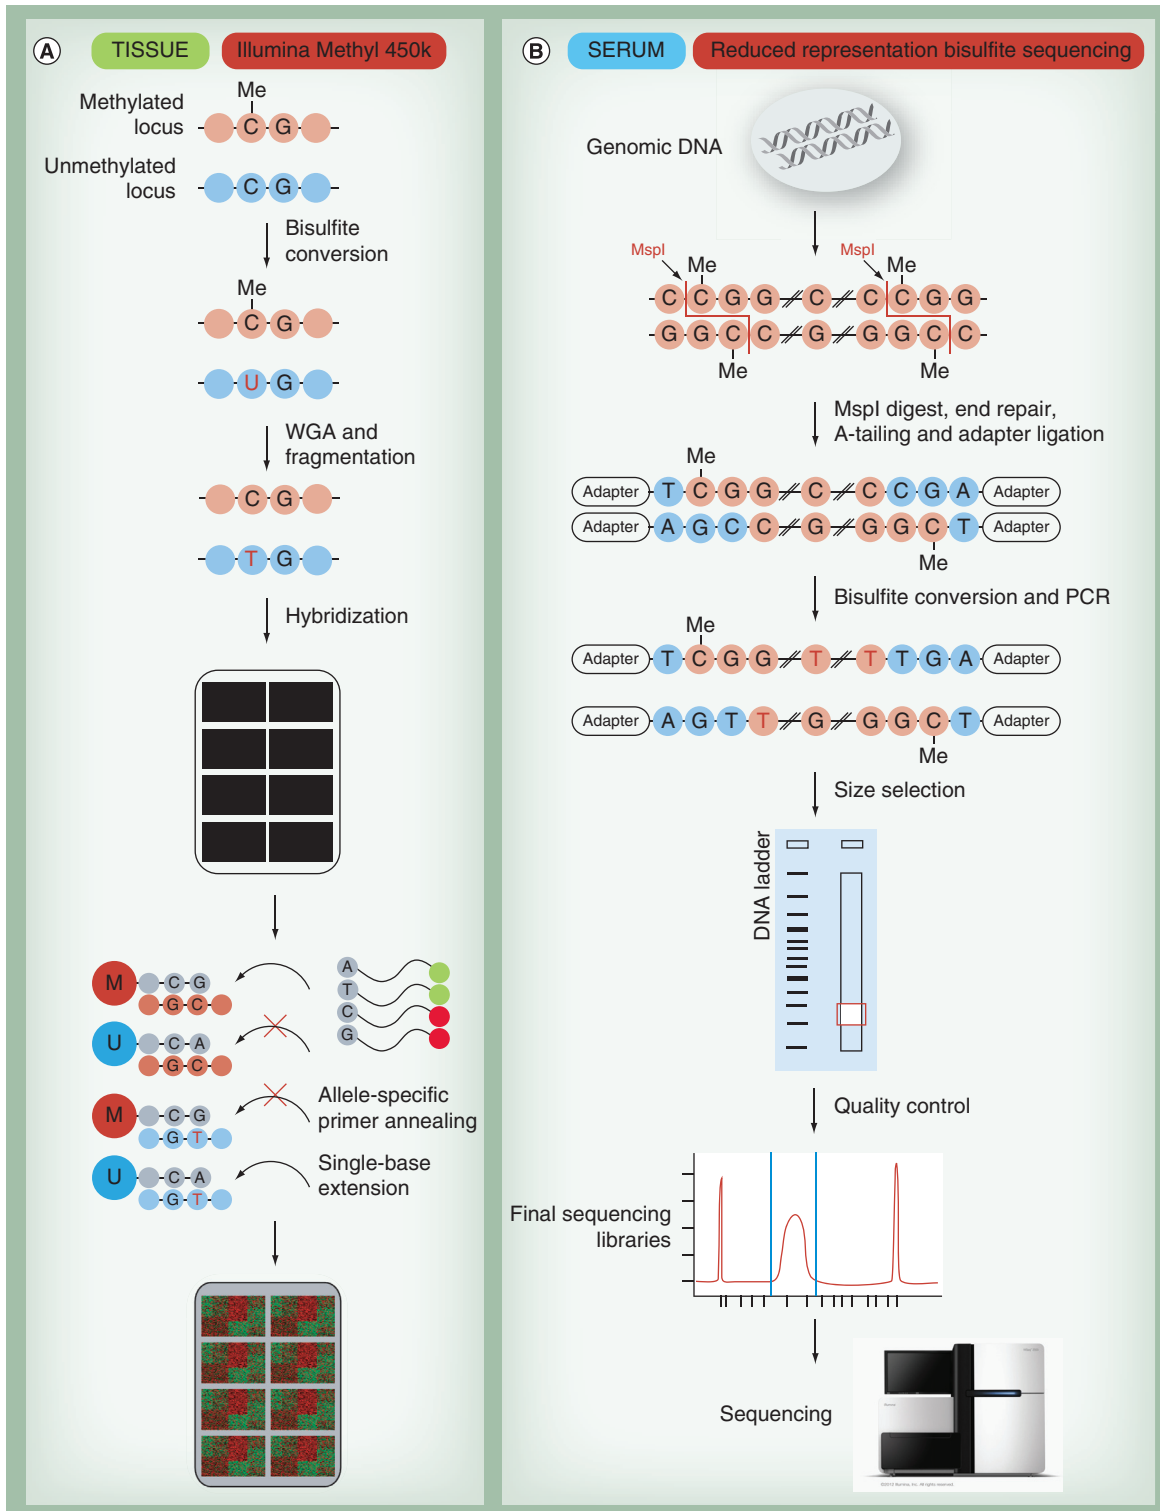 A TISSUE Illumina Methyl 450k
Me
Methylated
locus
C G
Unmethylated
locus
C G
Bisulfite
conversion
Me
C G
U G
WGA and
fragmentation
C G
T G
Hybridization
M C G
G C
U C A
G C
M C G
G T
U C A
G T
A
T
C
G
Allele-specific
primer annealing
Single-base
extension
B SERUM Reduced representation bisulfite sequencing
Genomic DNA
MspI MspI
Me Me
C C G G C C C G G
G G C C G G G C C
Me Me
MspI digest, end repair,
A-tailing and adapter ligation
Me
Adapter T C G G C C C G A Adapter
Adapter A G C C G G G C T Adapter
Me
Bisulfite conversion and PCR
Me
Adapter T C G G T T T G A Adapter
Adapter A G T T G G G C T Adapter
Me
Size selection
DNA ladder
Quality control
Final sequencing
libraries
Sequencing